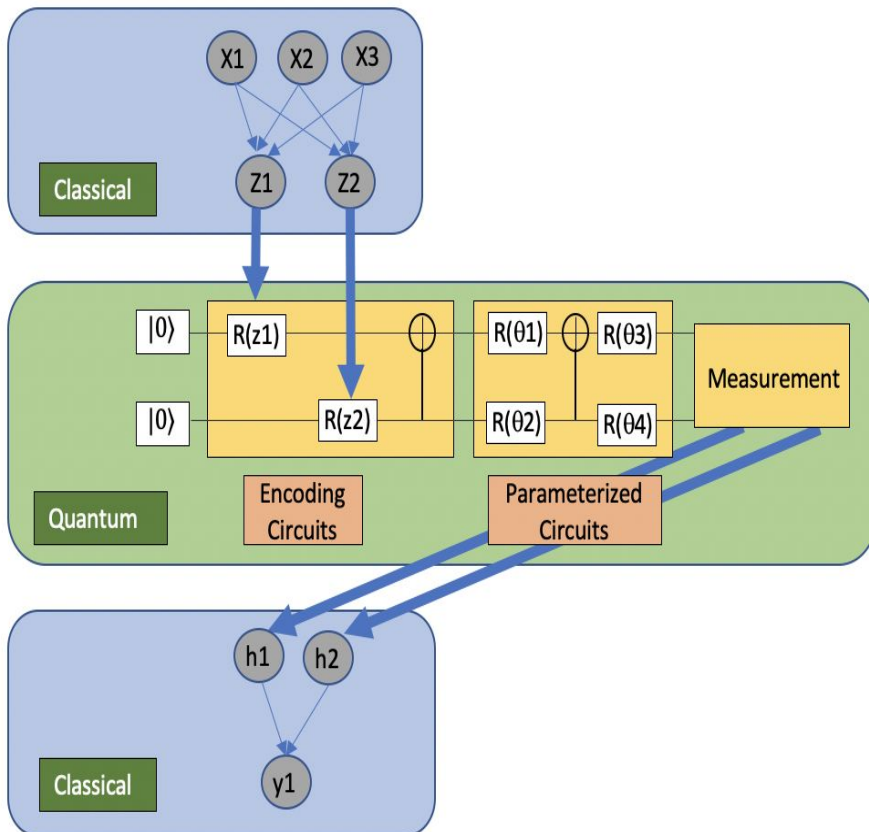 X1 X2 X3
Z1 Z2
Classical
|0⟩ R(z1) R(θ1) R(θ3)
Measurement
|0⟩ R(z2) R(θ2) R(θ4)
Encoding
Circuits
Parameterized
Circuits
Quantum
h1 h2
y1
Classical